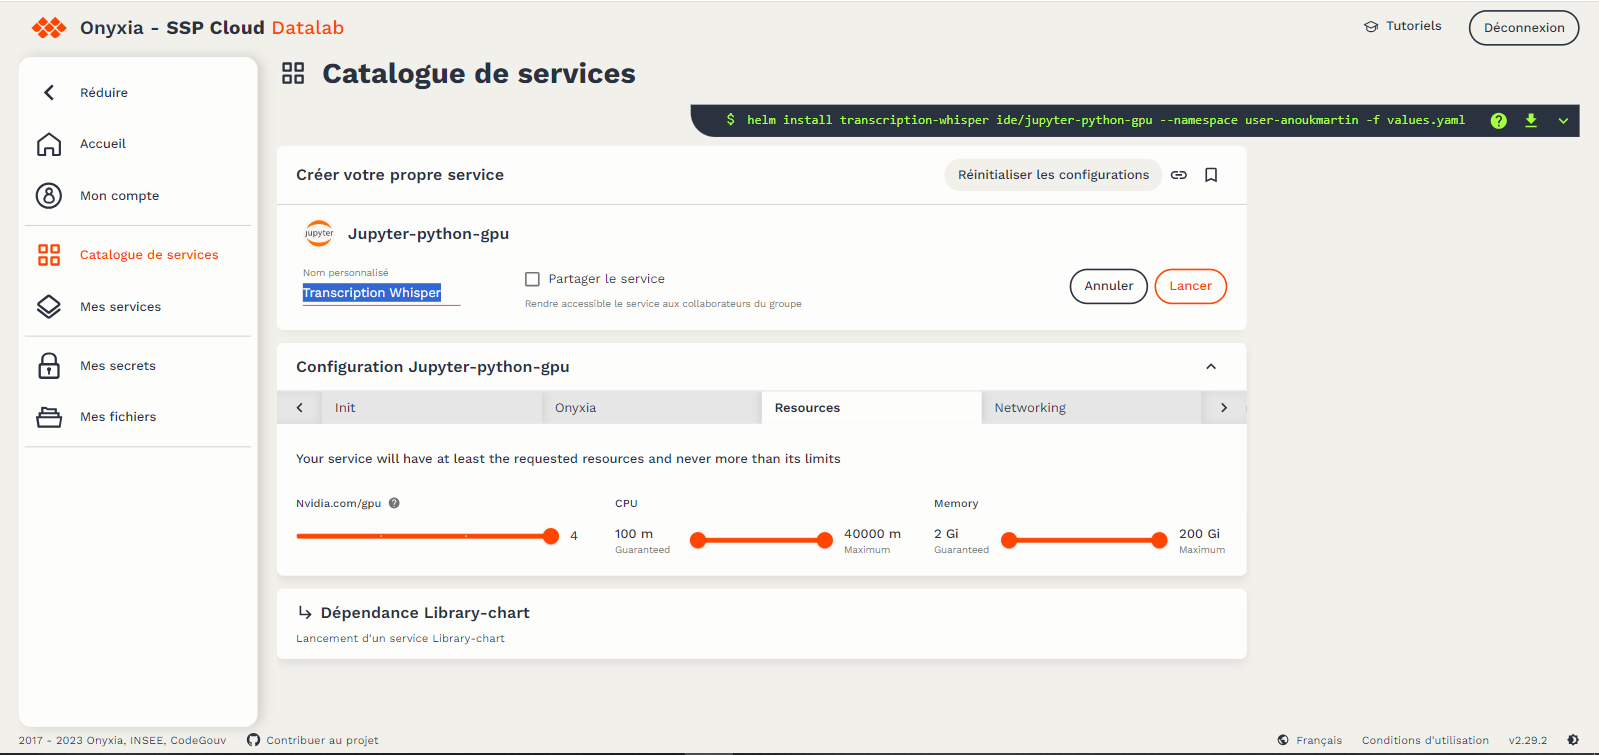 Onyxia - SSP Cloud Datalab
Tutoriels
Déconnexion
Réduire
Accueil
Mon compte
Catalogue de services
Mes services
Mes secrets
Mes fichiers
Catalogue de services
$ helm install transcription-whisper ide/jupyter-python-gpu --namespace user-anoukmartin -f values.yaml
Créer votre propre service
Réinitialiser les configurations
jupyter
Jupyter-python-gpu
Nom personnalisé
Transcription Whisper
Partager le service
Rendre accessible le service aux collaborateurs du groupe
Annuler
Lancer
Configuration Jupyter-python-gpu
Init
Onyxia
Resources
Networking
Your service will have at least the requested resources and never more than its limits
Nvidia.com/gpu
4
CPU
100 m
Guaranteed
40000 m
Maximum
Memory
2 Gi
Guaranteed
200 Gi
Maximum
Dépendance Library-chart
Lancement d'un service Library-chart
2017 - 2023 Onyxia, INSEE, CodeGouv
Contribuer au projet
Français
Conditions d'utilisation
v2.29.2